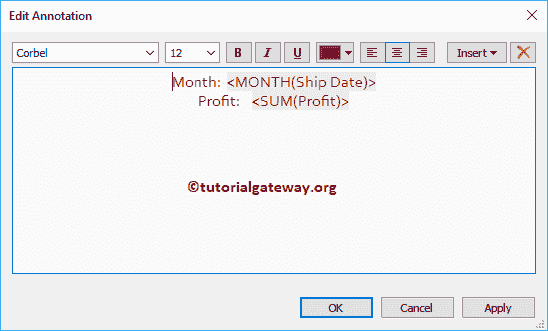 Edit Annotation
Corbel 12 B I U Insert
Month: <MONTH(Ship Date)>
Profit: <SUM(Profit)>
©tutorialgateway.org
OK Cancel Apply